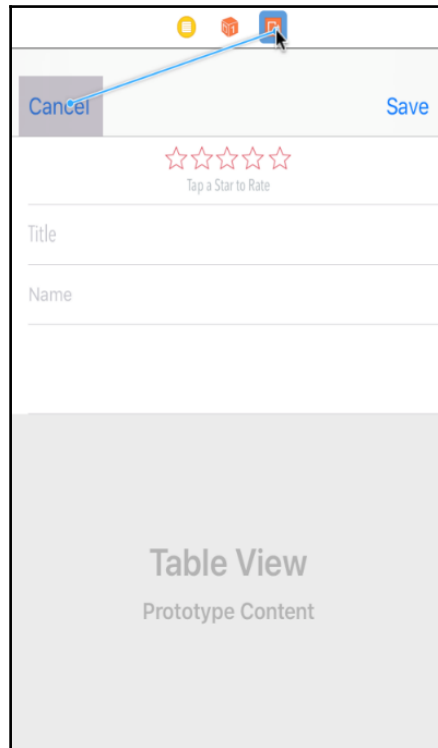 Cancel
Save
Tap a Star to Rate
Title
Name
Table View
Prototype Content